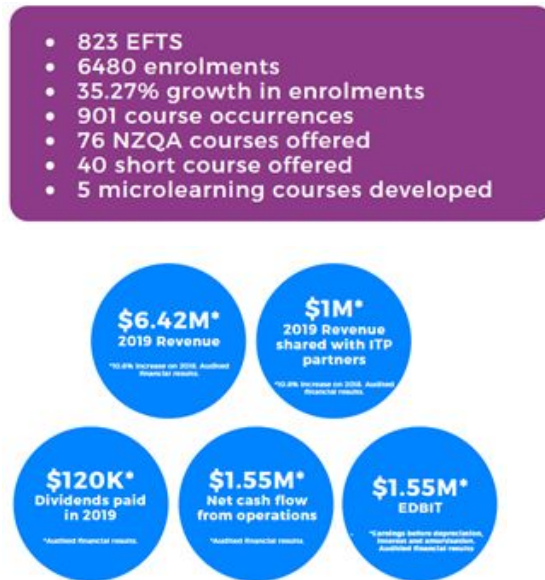 823 EFTS
6480 enrolments
35.27% growth in enrolments
901 course occurrences
76 NZQA courses offered
40 short course offered
5 microlearning courses developed
$6.42M*
2019 Revenue
*10.8% increase on 2018. Audited
financial results.
$1M*
2019 Revenue
shared with ITP
partners
*10.8% increase on 2018. Audited
financial results.
$120K*
Dividends paid
in 2019
*Audited financial results.
$1.55M*
Net cash flow
from operations
*Audited financial results.
$1.55M*
EDBIT
*Earnings before depreciation,
interest and amortisation.
Audited financial results